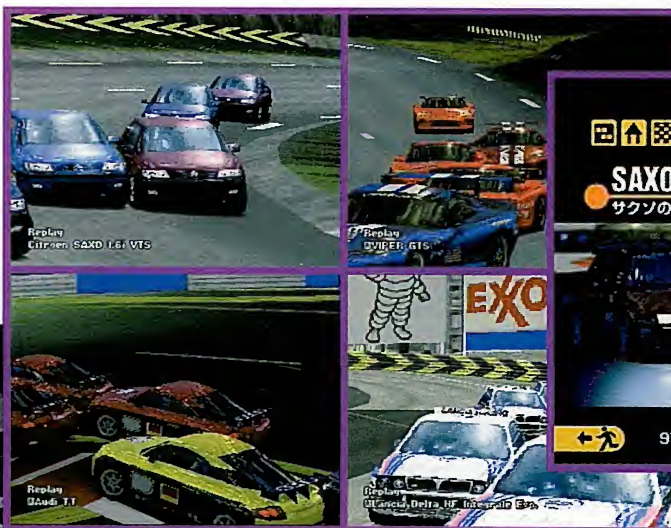 Replay
Citroen SAXO 1.6i VTS
Replay
VIPER GTS
SAXO
サクソの
Replay
Audi TT
EXXO
Replay
Lancia Delta HF Integrale Evo.
9